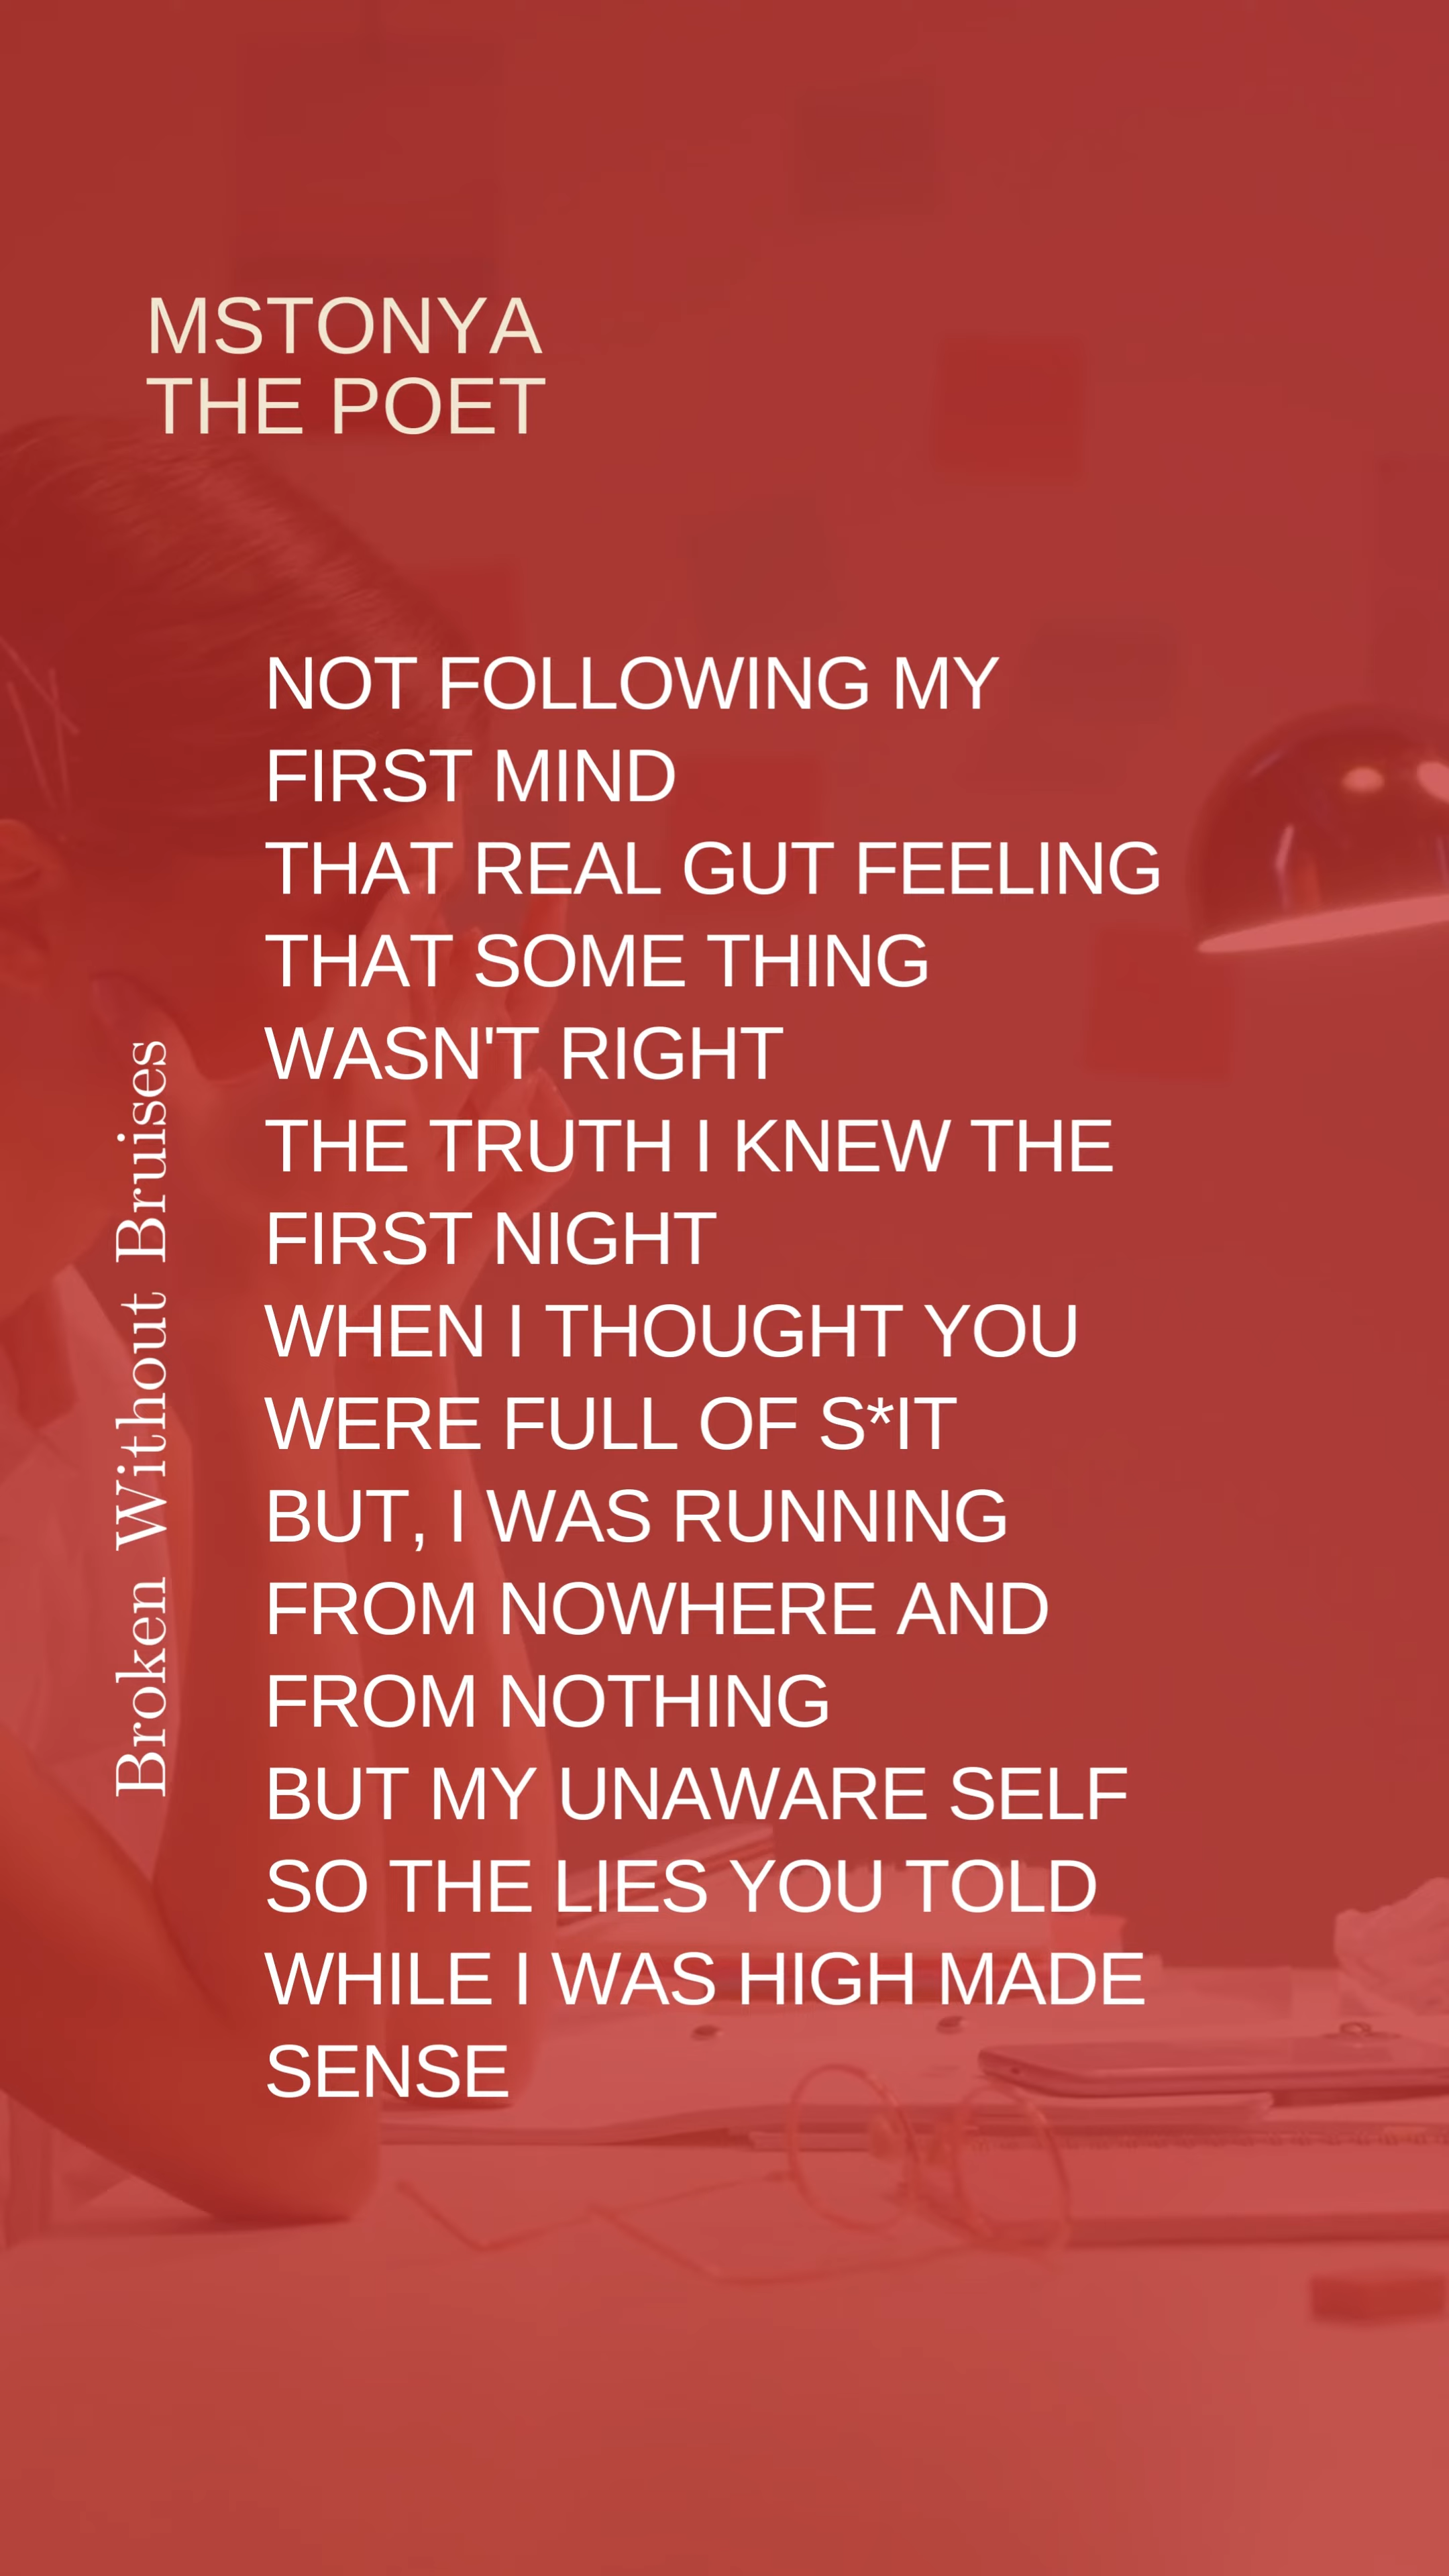 MSTONYA
THE POET
NOT FOLLOWING MY
FIRST MIND
THAT REAL GUT FEELING
THAT SOME THING
WASN'T RIGHT
THE TRUTH I KNEW THE
FIRST NIGHT
WHEN I THOUGHT YOU
WERE FULL OF S*IT
BUT, I WAS RUNNING
FROM NOWHERE AND
FROM NOTHING
BUT MY UNAWARE SELF
SO THE LIES YOU TOLD
WHILE I WAS HIGH MADE
SENSE
Broken Without Bruises